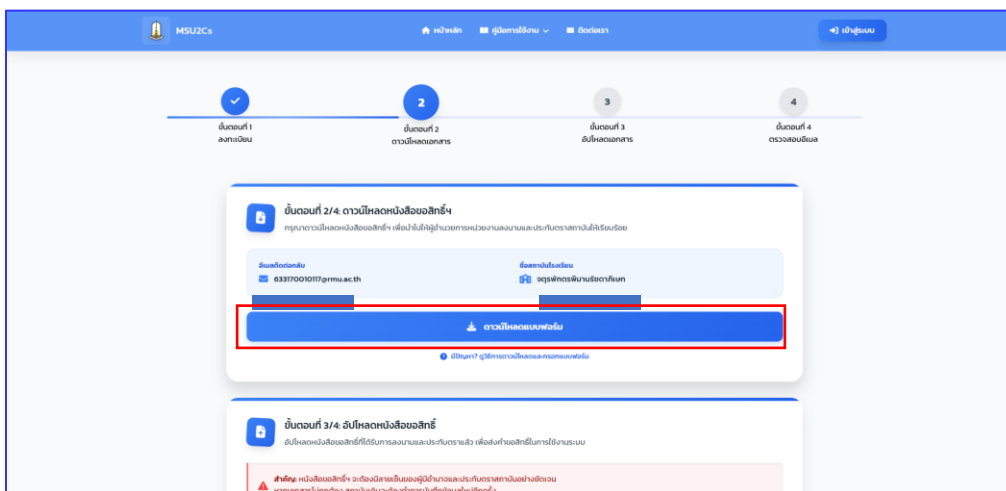 MSU2Cs
หน้าหลัก
คู่มือการใช้งาน
ติดต่อเรา
เข้าสู่ระบบ
2
3
4
ขั้นตอนที่ 1
ลงทะเบียน
ขั้นตอนที่ 2
ดาวน์โหลดเอกสาร
ขั้นตอนที่ 3
อัปโหลดเอกสาร
ขั้นตอนที่ 4
ตรวจสอบอีเมล
ขั้นตอนที่ 2/4: ดาวน์โหลดหนังสือขอสิทธิ์ฯ
กรุณาดาวน์โหลดหนังสือขอสิทธิ์ฯ เพื่อนำไปให้ผู้อำนวยการหน่วยงานลงนามและประทับตราสถาบันให้เรียบร้อย
อีเมลติดต่อกลับ
633170010117@rmu.ac.th
ชื่อสถาบันโรงเรียน
จตุรพักตรพิมานรัชดาภิเษก
ดาวน์โหลดแบบฟอร์ม
มีปัญหา? ดูวิธีการดาวน์โหลดและกรอกแบบฟอร์ม
ขั้นตอนที่ 3/4: อัปโหลดหนังสือขอสิทธิ์
อัปโหลดหนังสือขอสิทธิ์ที่ได้รับการลงนามและประทับตราแล้ว เพื่อส่งคำขอสิทธิ์ในการใช้งานระบบ
สำคัญ: หนังสือขอสิทธิ์ฯ จะต้องมีลายเซ็นของผู้มีอำนาจและประทับตราสถาบันอย่างชัดเจน